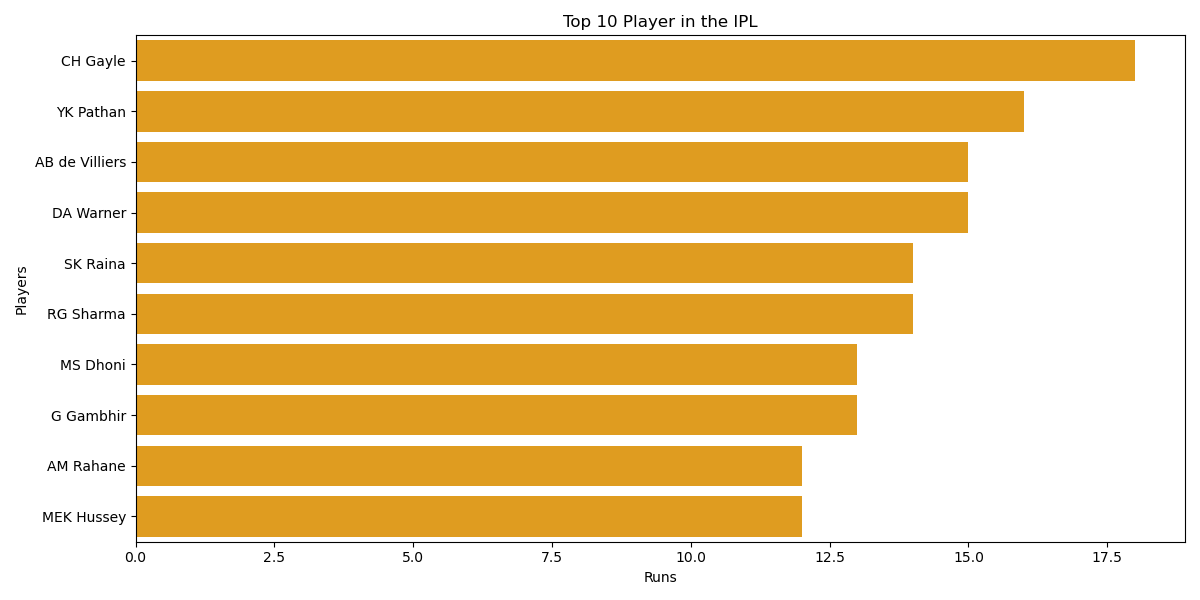 Top 10 Player in the IPL
Players
CH Gayle
YK Pathan
AB de Villiers
DA Warner
SK Raina
RG Sharma
MS Dhoni
G Gambhir
AM Rahane
MEK Hussey
0.0 2.5 5.0 7.5 10.0 12.5 15.0 17.5
Runs